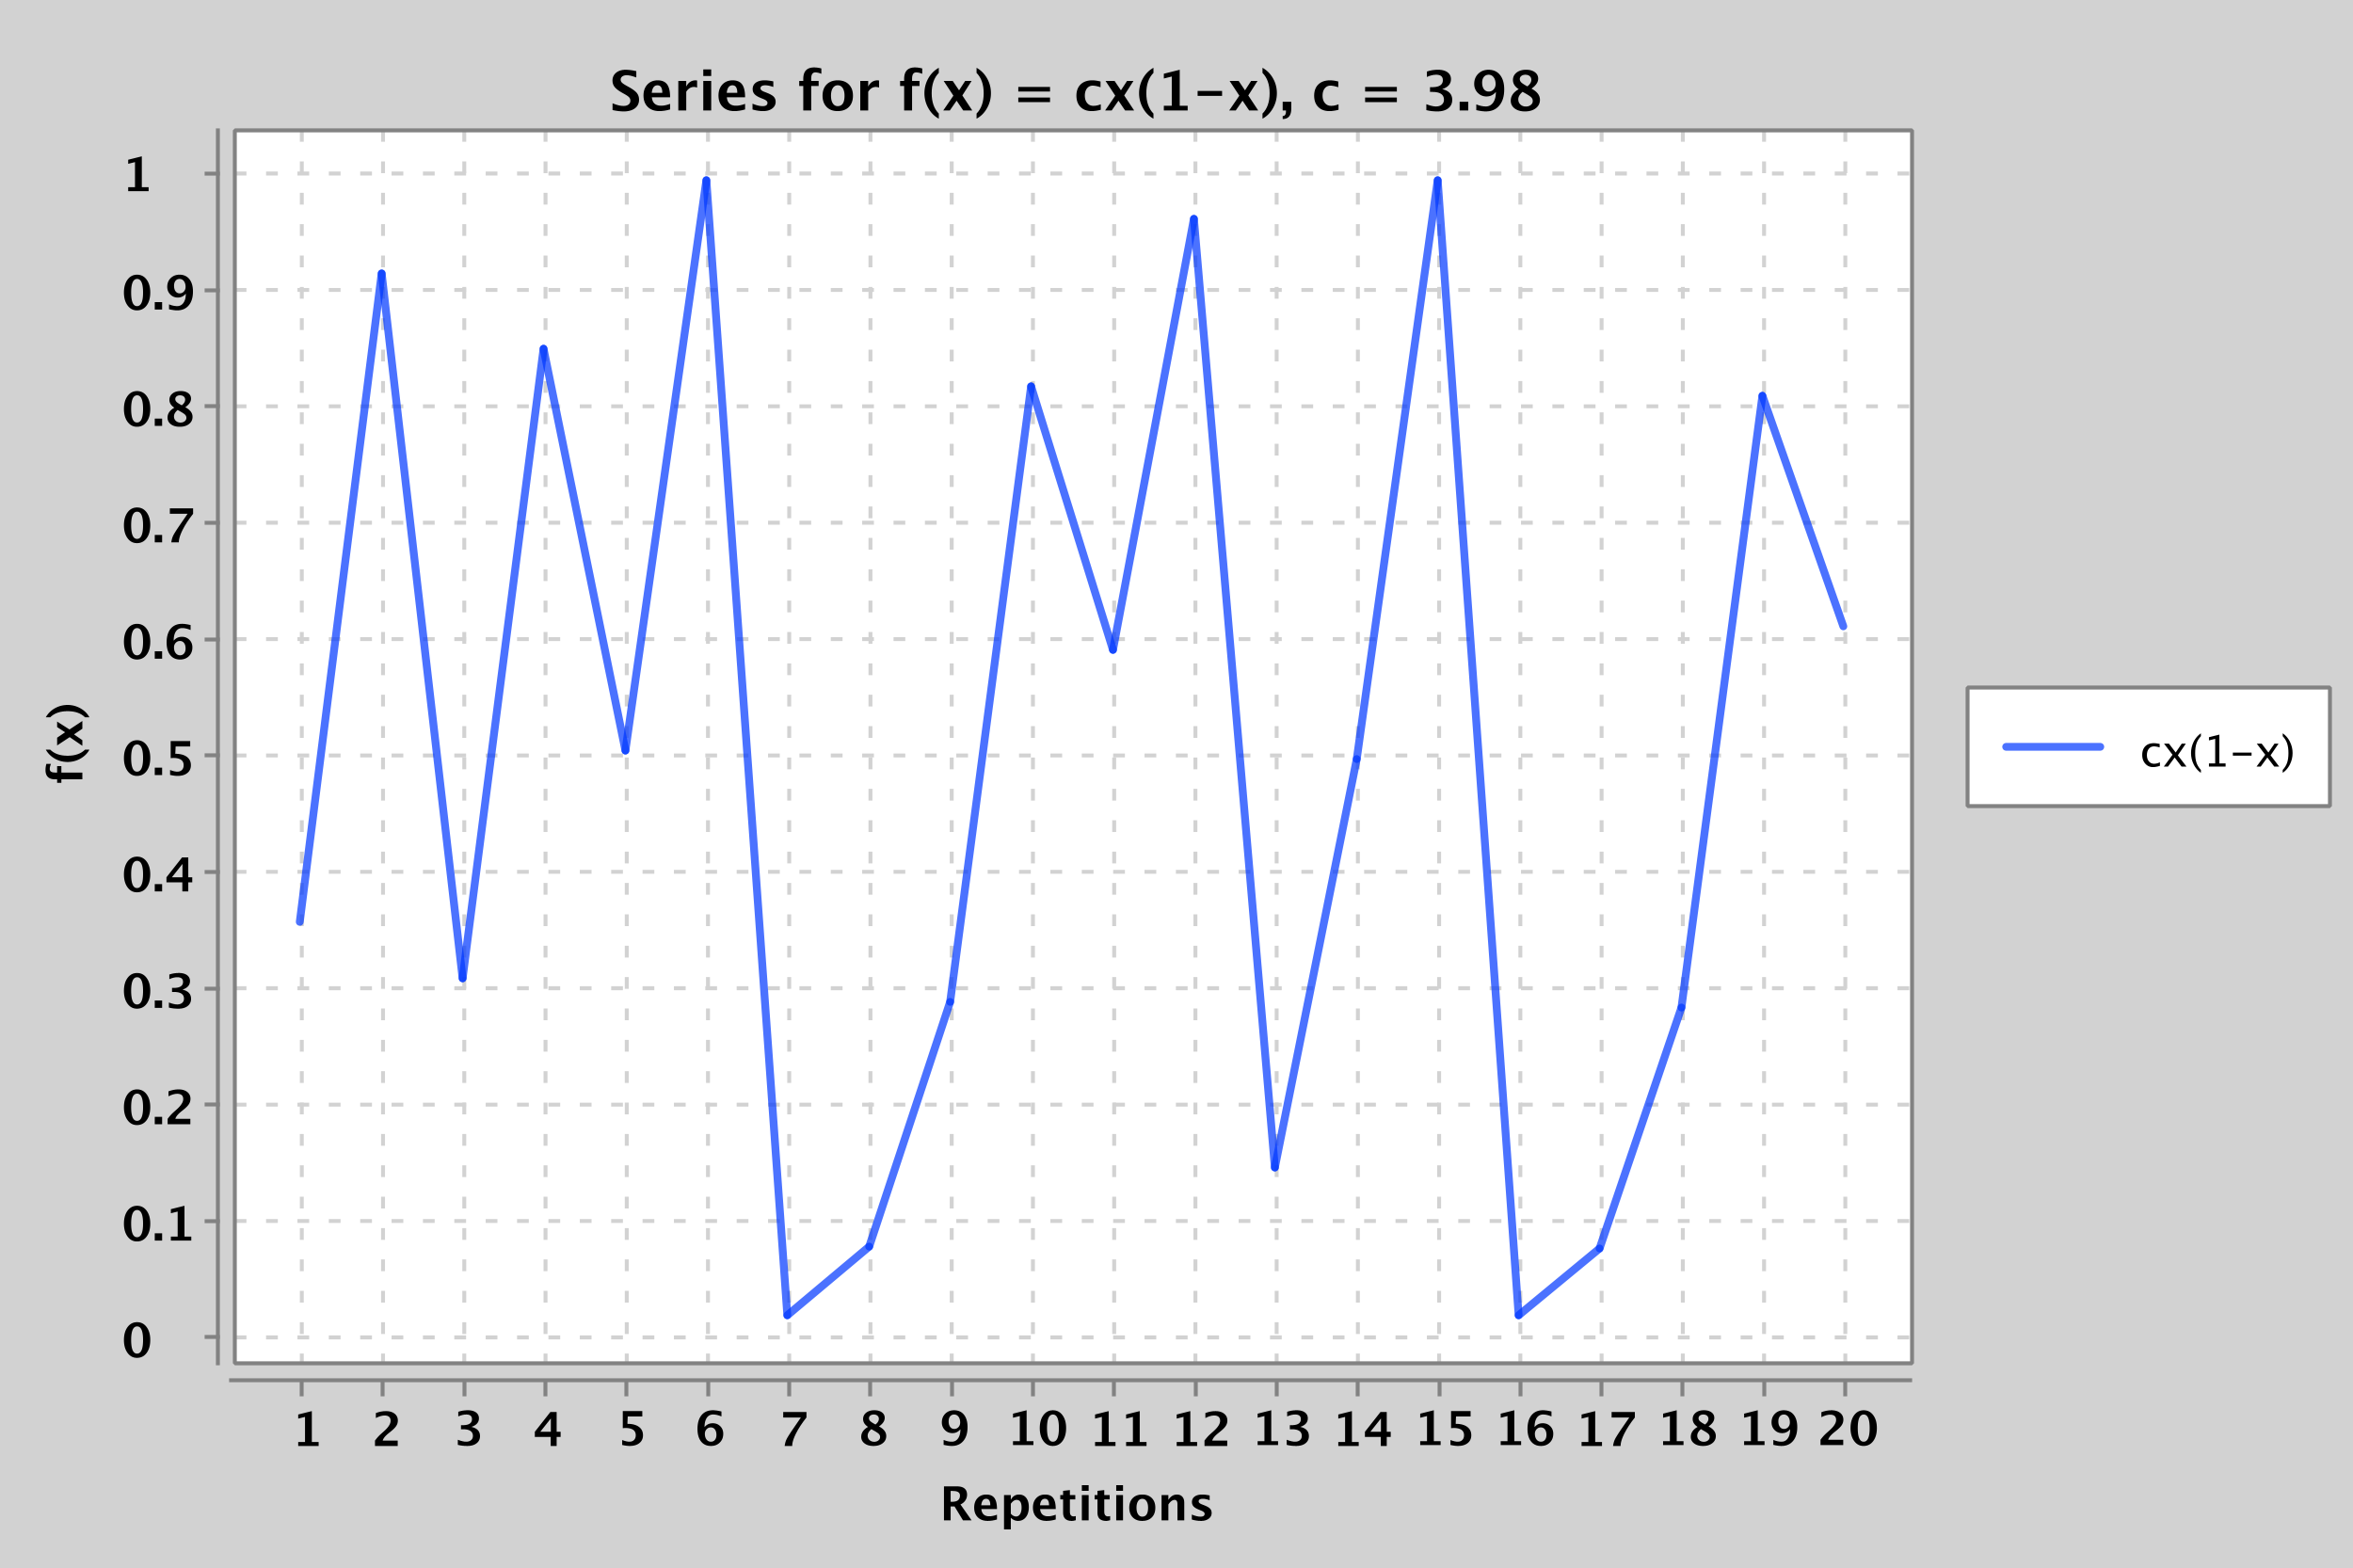 Series for f(x) = cx(1–x), c = 3.98
1
0.9
0.8
0.7
0.6
0.5
0.4
0.3
0.2
0.1
0
f(x)
cx(1–x)
1 2 3 4 5 6 7 8 9 10 11 12 13 14 15 16 17 18 19 20
Repetitions